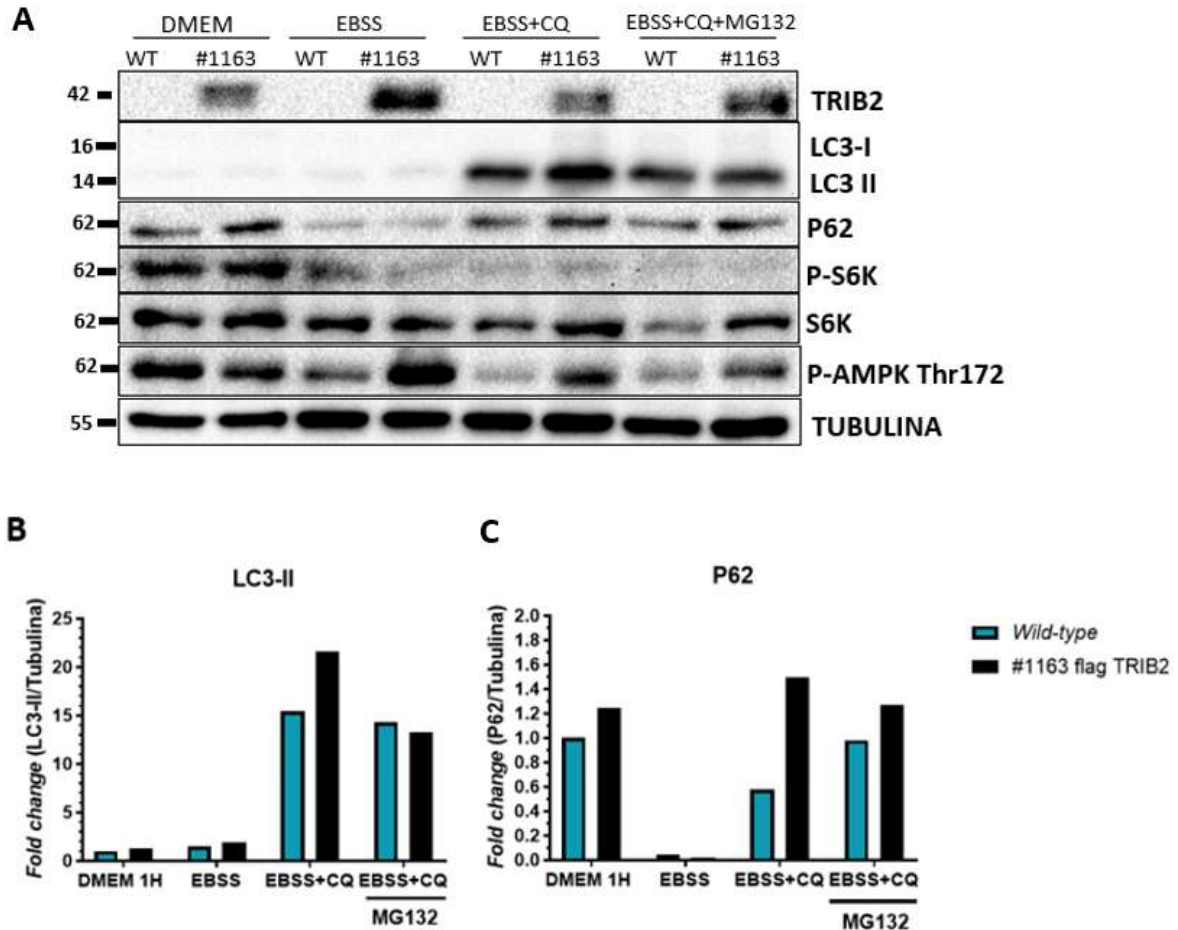 A
DMEM EBSS EBSS+CQ EBSS+CQ+MG132
WT #1163 WT #1163 WT #1163 WT #1163
42 TRIB2
16 LC3-I
14 LC3 II
62 P62
62 P-S6K
62 S6K
62 P-AMPK Thr172
55 TUBULINA
B
LC3-II
Fold change (LC3-II/Tubulina)
25
20
15
10
5
0
DMEM 1H EBSS EBSS+CQ EBSS+CQ
MG132
C
P62
Fold change (P62/Tubulina)
2.0
1.8
1.6
1.4
1.2
1.0
0.8
0.6
0.4
0.2
0.0
DMEM 1H EBSS EBSS+CQ EBSS+CQ
MG132
Wild-type
#1163 flag TRIB2